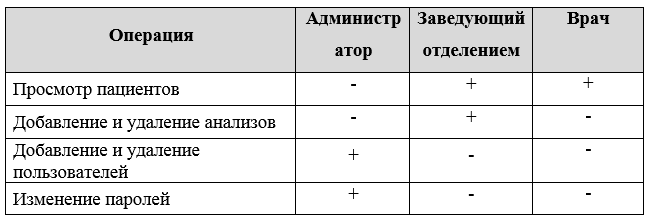 Операция Администр Заведующий Врач
атор отделением
Просмотр пациентов - + +
Добавление и удаление анализов - + -
Добавление и удаление + - -
пользователей
Изменение паролей + - -